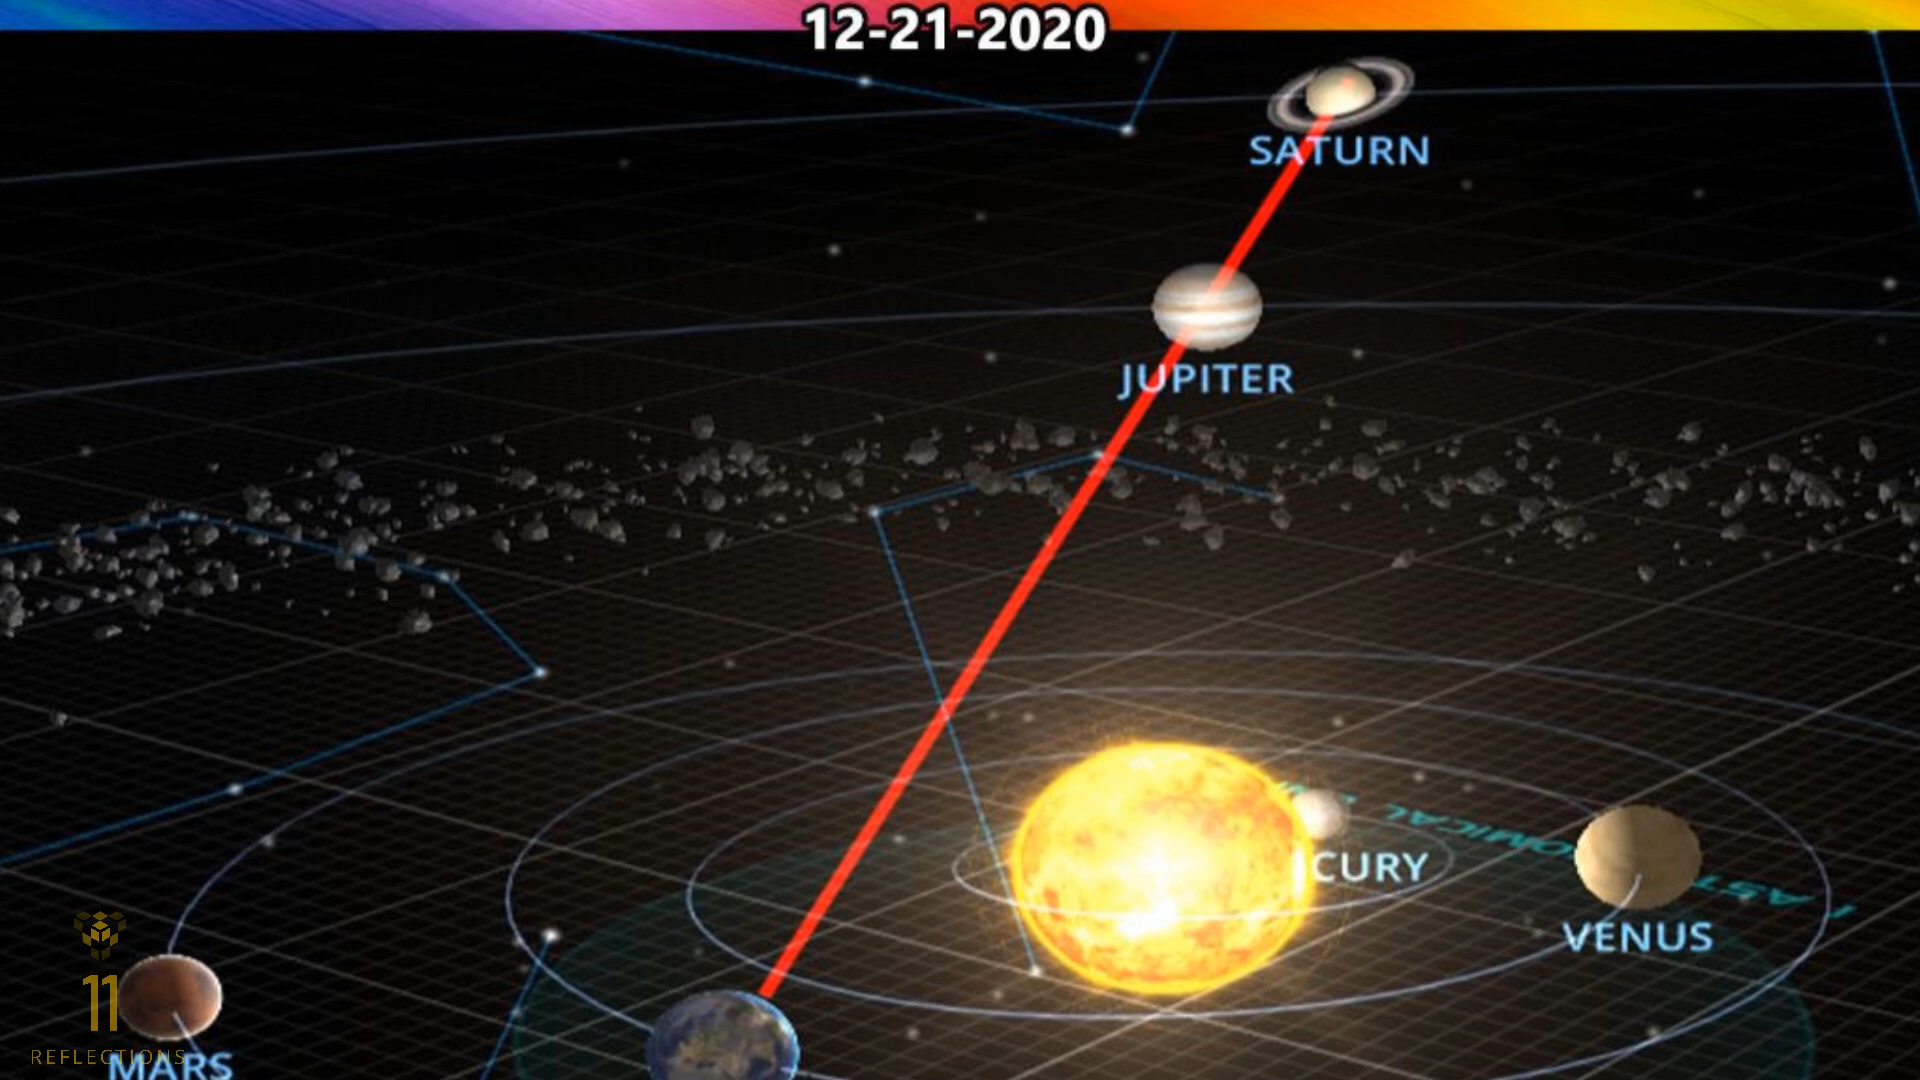 12-21-2020
SATURN
JUPITER
CURY
VENUS
11
REFLECTIONS
MARS